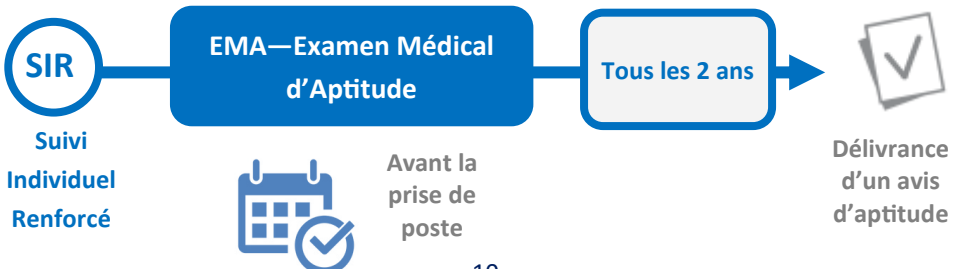 SIR
EMA—Examen Médical
d'Aptitude
Tous les 2 ans
Suivi
Individuel
Renforcé
Avant la
prise de
poste
Délivrance
d'un avis
d'aptitude